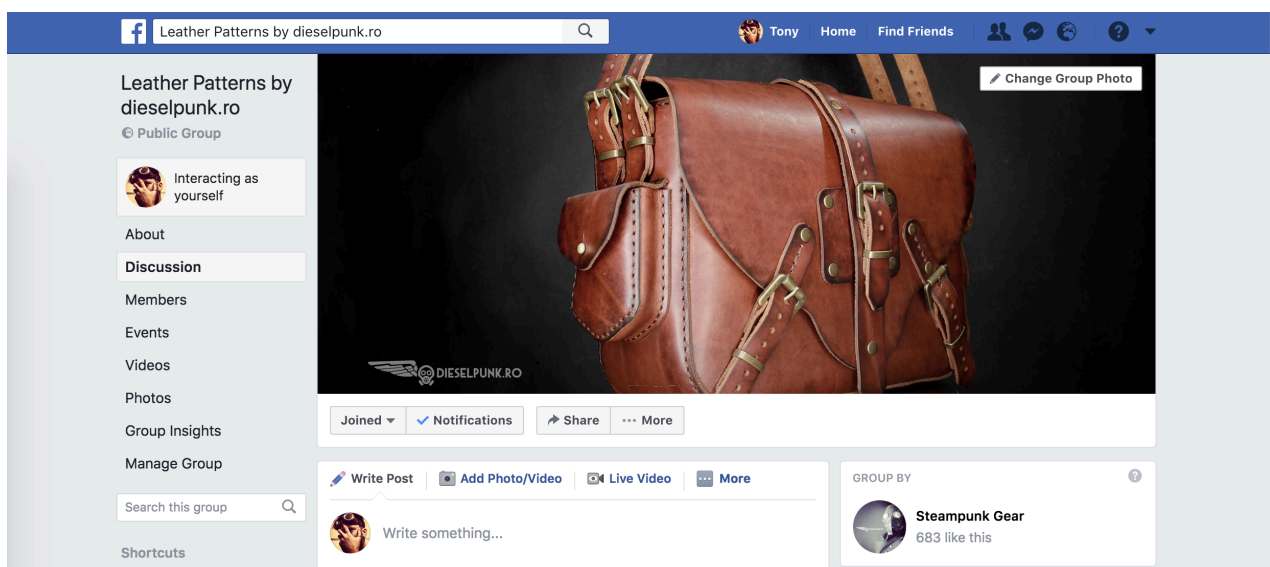 Leather Patterns by dieselpunk.ro
Tony
Home
Find Friends
Leather Patterns by
dieselpunk.ro
Public Group
Interacting as
yourself
About
Discussion
Members
Events
Videos
Photos
Group Insights
Manage Group
Search this group
Shortcuts
Change Group Photo
DIESELPUNK.RO
Joined
Notifications
Share
More
Write Post
Add Photo/Video
Live Video
More
Write something...
GROUP BY
?
Steampunk Gear
683 like this